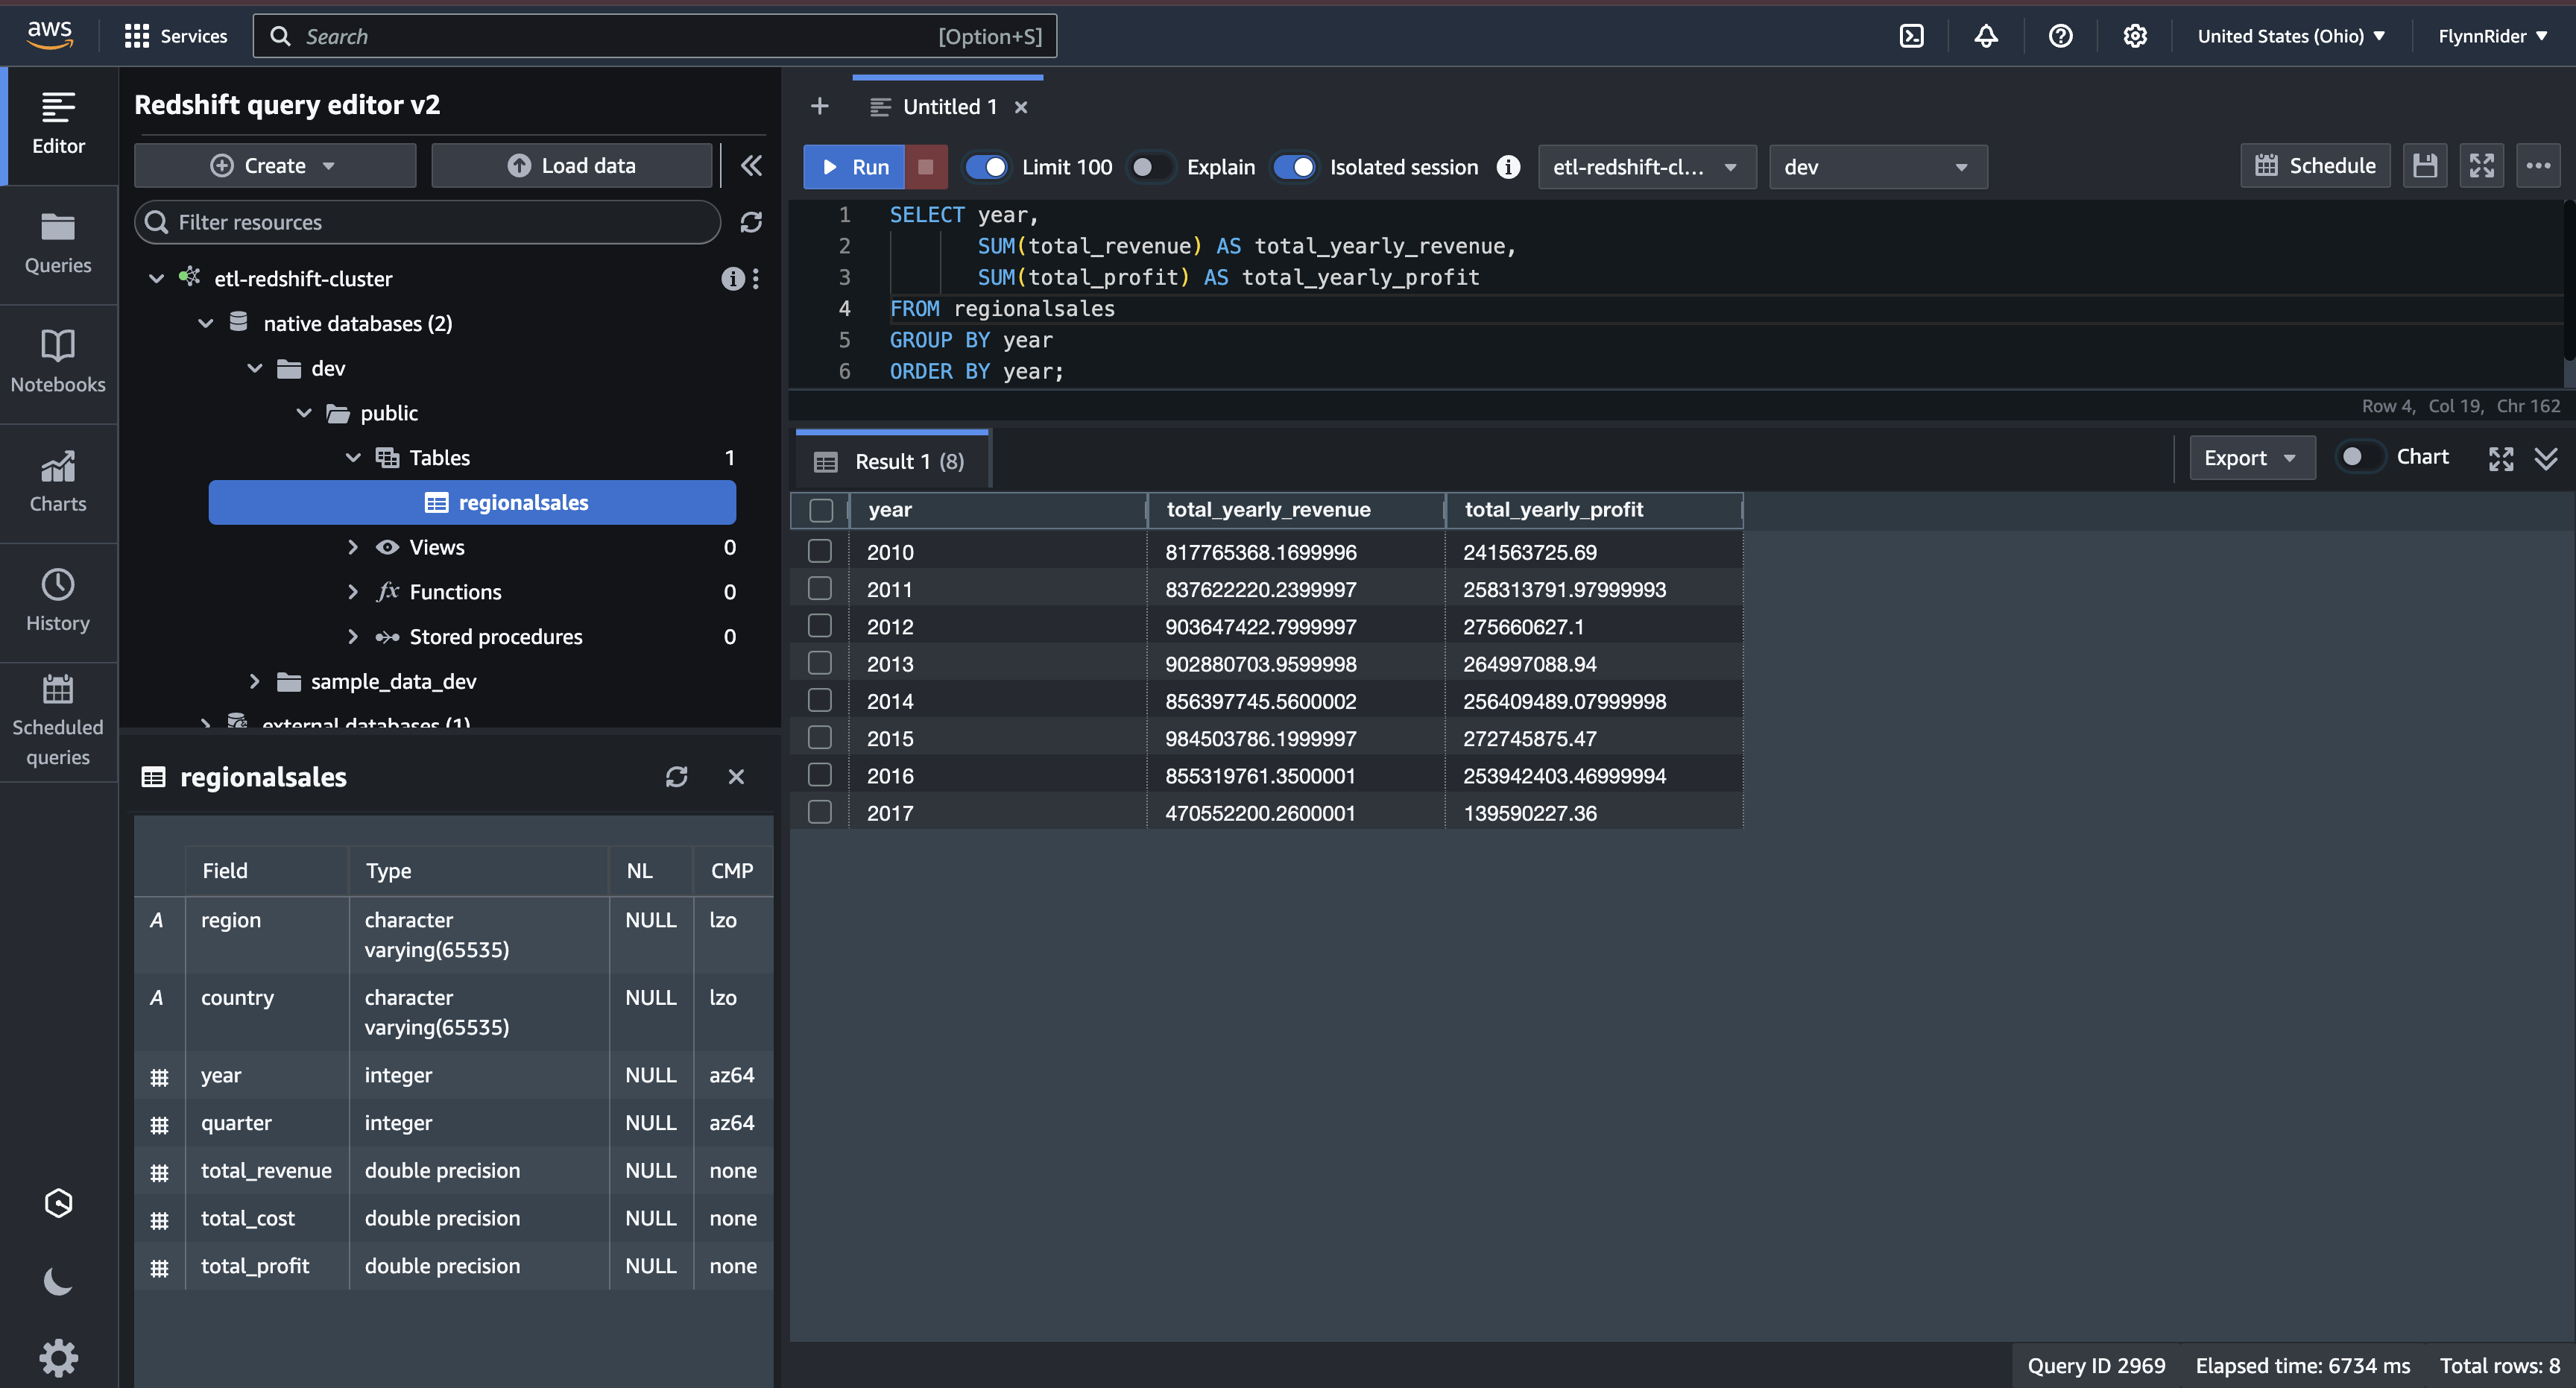 aws
Services
Search
[Option+S]
United States (Ohio)
FlynnRider
Editor
Queries
Notebooks
Charts
History
Scheduled
queries
Redshift query editor v2
Create
Load data
Filter resources
etl-redshift-cluster
native databases (2)
dev
public
Tables 1
regionalsales
Views 0
fx Functions 0
Stored procedures 0
sample_data_dev
external databases (1)
regionalsales
Field Type NL CMP
A region character varying(65535) NULL lzo
A country character varying(65535) NULL lzo
year integer NULL az64
quarter integer NULL az64
total_revenue double precision NULL none
total_cost double precision NULL none
total_profit double precision NULL none
Untitled 1
Run
Limit 100
Explain
Isolated session
etl-redshift-cl...
dev
Schedule
1 SELECT year,
2 SUM(total_revenue) AS total_yearly_revenue,
3 SUM(total_profit) AS total_yearly_profit
4 FROM regionalsales
5 GROUP BY year
6 ORDER BY year;
Row 4, Col 19, Chr 162
Result 1 (8)
Export
Chart
year total_yearly_revenue total_yearly_profit
2010 817765368.1699996 241563725.69
2011 837622220.2399997 258313791.97999993
2012 903647422.7999997 275660627.1
2013 902880703.9599998 264997088.94
2014 856397745.5600002 256409489.07999998
2015 984503786.1999997 272745875.47
2016 855319761.3500001 253942403.46999994
2017 470552200.2600001 139590227.36
Query ID 2969 Elapsed time: 6734 ms Total rows: 8